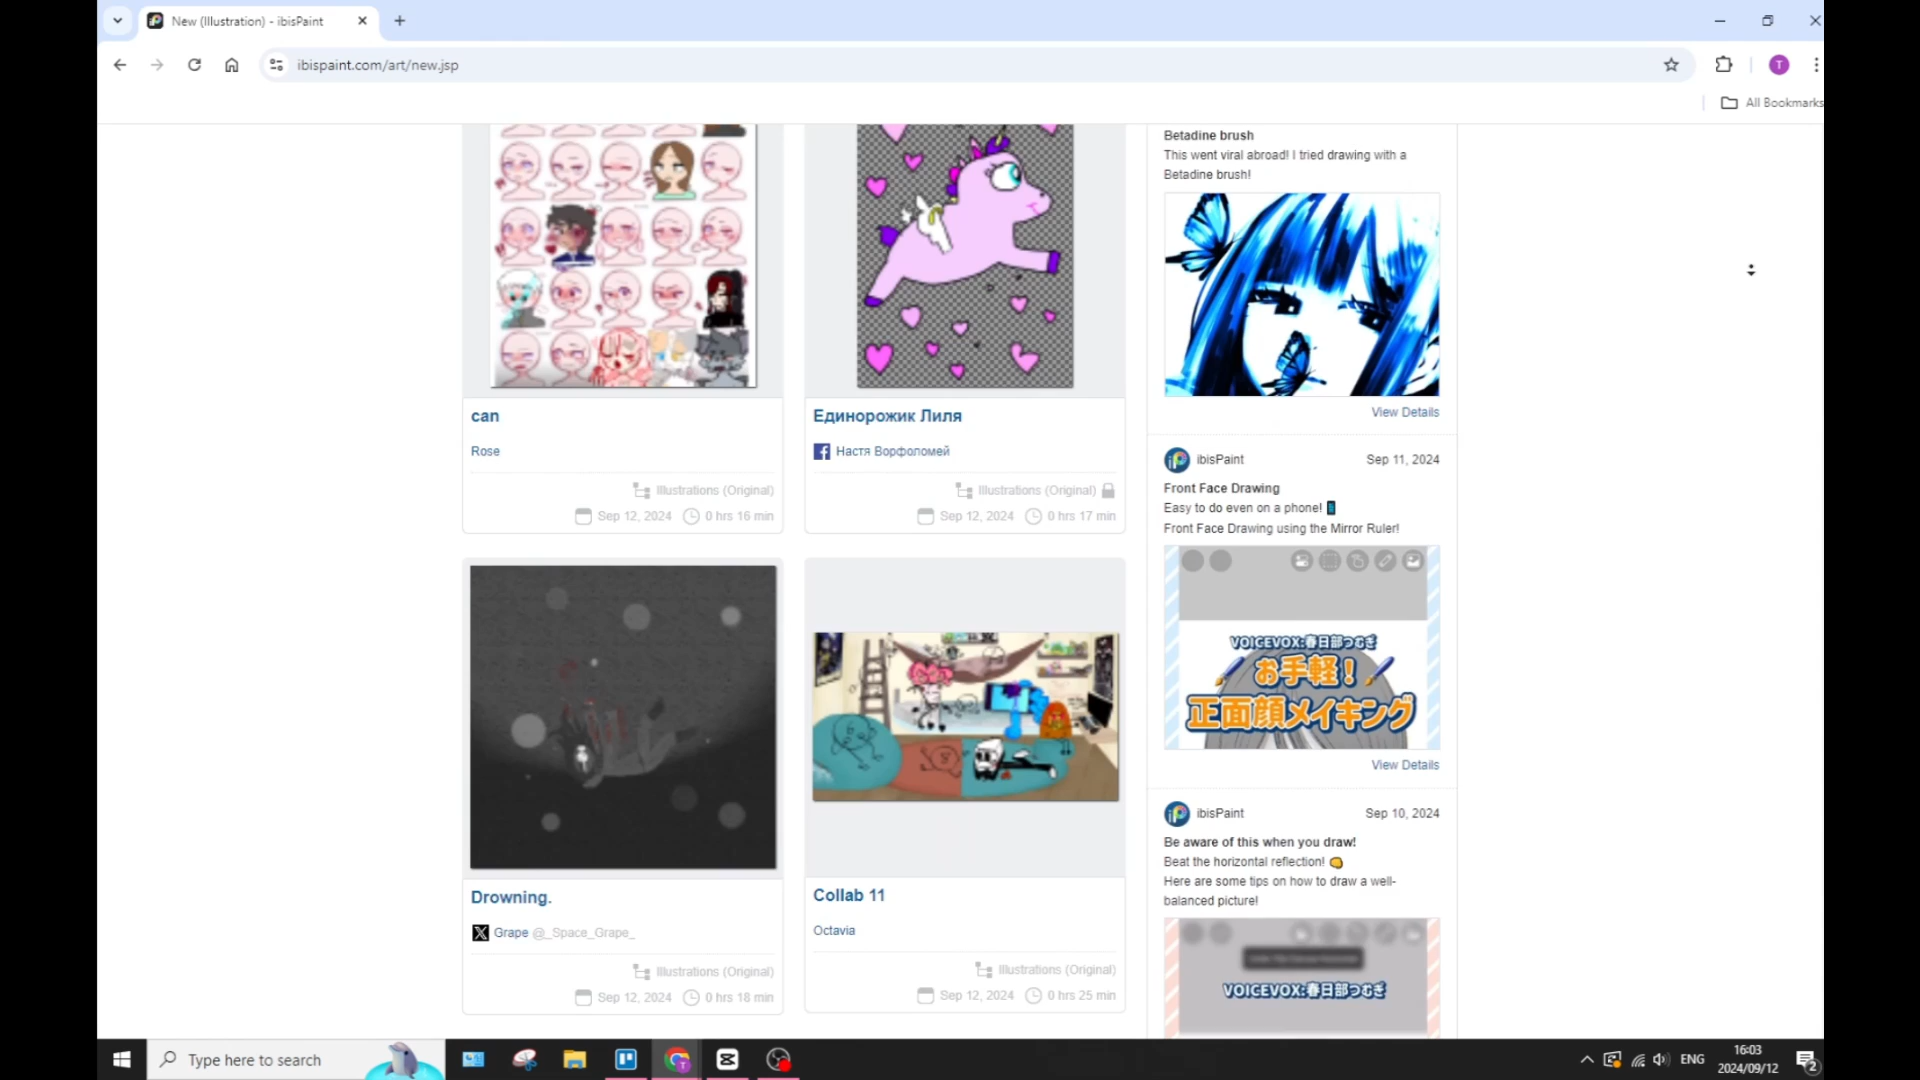 New (Illustration) - ibisPaint
ibispaint.com/art/new.jsp
T
All Bookmarks
can
Rose
Illustrations (Original)
Sep 12, 2024 0 hrs 16 min
Единорожик Лиля
Настя Ворфоломей
Illustrations (Original)
Sep 12, 2024 0 hrs 17 min
Drowning.
Grape @_Space_Grape_
Illustrations (Original)
Sep 12, 2024 0 hrs 18 min
Collab 11
Octavia
Illustrations (Original)
Sep 12, 2024 0 hrs 25 min
Betadine brush
This went viral abroad! I tried drawing with a
Betadine brush!
View Details
ibisPaint Sep 11, 2024
Front Face Drawing
Easy to do even on a phone!
Front Face Drawing using the Mirror Ruler!
VOICEVOX:春日部つむぎ
お手軽！
正面顔メイキング
View Details
ibisPaint Sep 10, 2024
Be aware of this when you draw!
Beat the horizontal reflection!
Here are some tips on how to draw a well-
balanced picture!
VOICEVOX:春日部つむぎ
Type here to search
ENG
16:03
2024/09/12
2